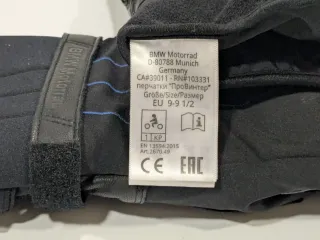 BMW Motorrad
D-80788 Munich
Germany
CA#39011 - RN#103331
перчатки "ПроВинтер"
Größe/Size/Размер
EU 9-9 1/2
1 KP
EN 13594:2015
CE EAC